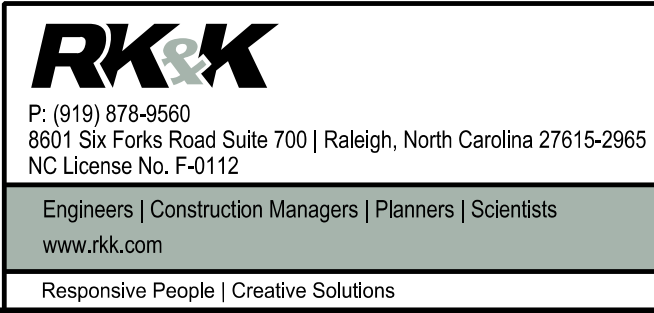 RK&K
P: (919) 878-9560
8601 Six Forks Road Suite 700 | Raleigh, North Carolina 27615-2965
NC License No. F-0112
Engineers | Construction Managers | Planners | Scientists
www.rkk.com
Responsive People | Creative Solutions